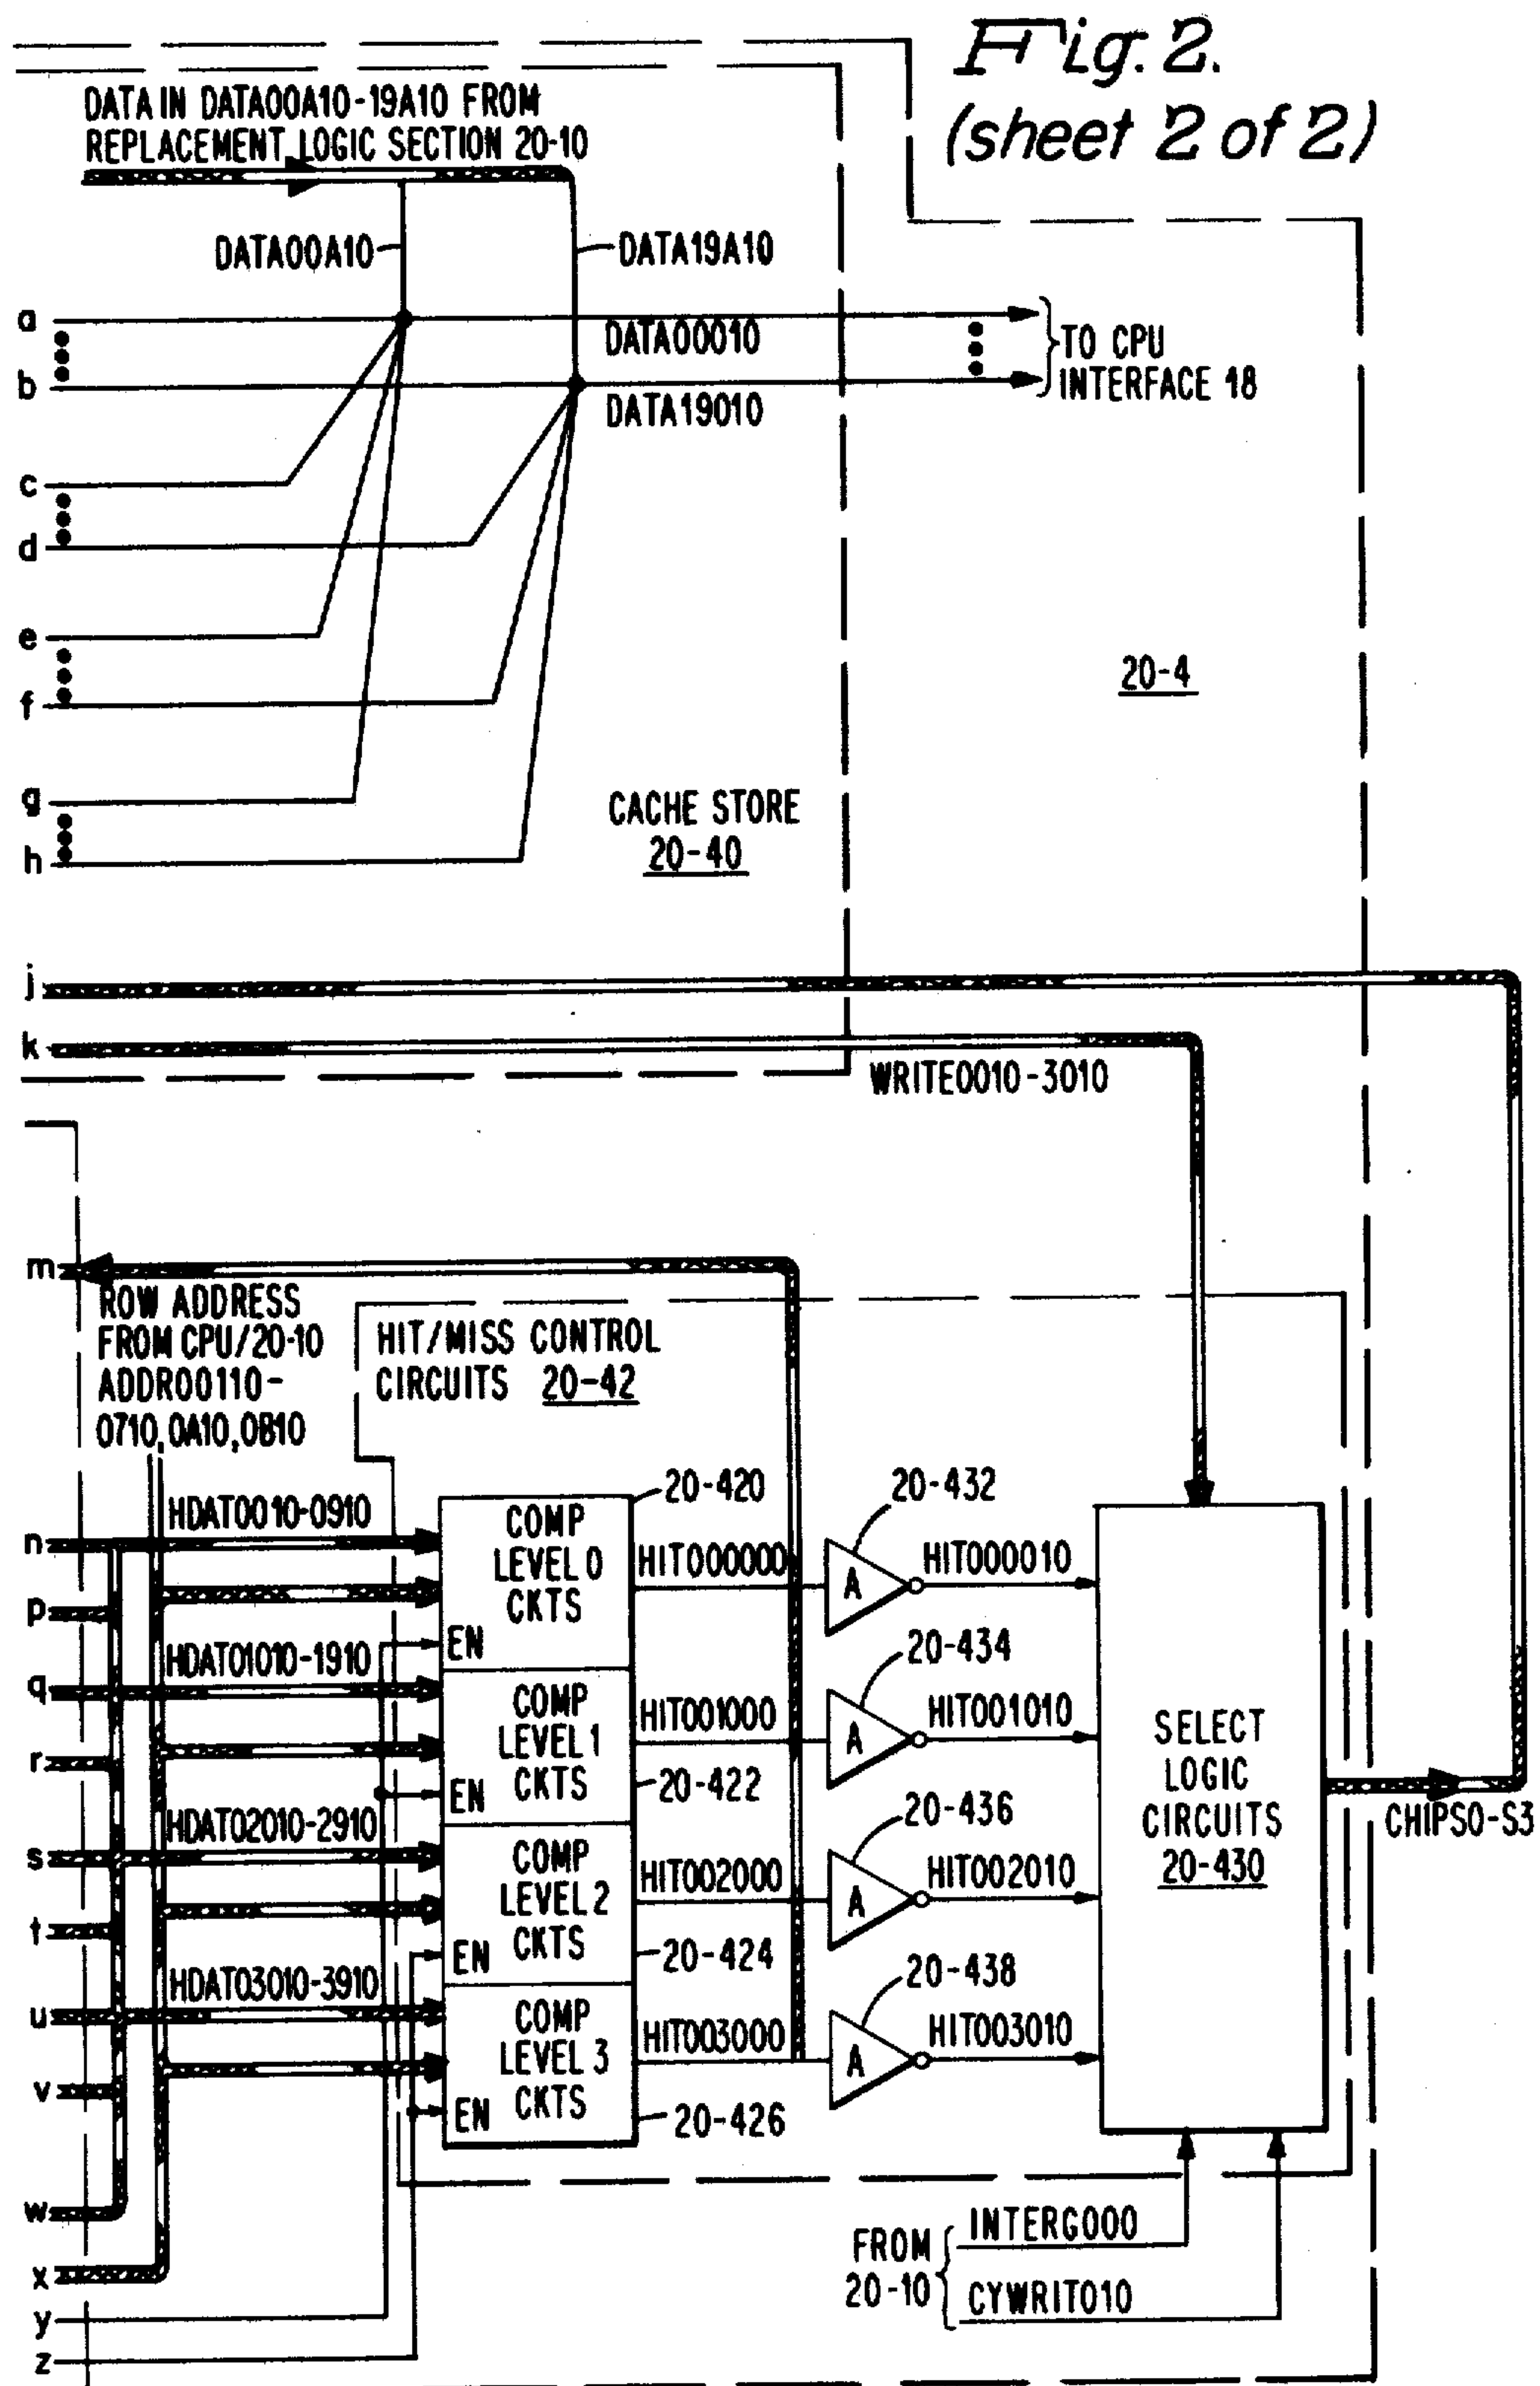 Fig. 2.
(sheet 2 of 2)
DATA IN DATA00A10-19A10 FROM
REPLACEMENT LOGIC SECTION 20-10
DATA00A10
DATA19A10
a
DATA00010
b
DATA19010
TO CPU
INTERFACE 18
c
d
e
f
20-4
g
h
CACHE STORE
20-40
j
k
WRITE0010-3010
m
ROW ADDRESS
FROM CPU/20-10
ADDR00110-
0710,0A10,0B10
HIT/MISS CONTROL
CIRCUITS 20-42
n
HDAT0010-0910
COMP
LEVEL 0
CKTS
EN
20-420
HIT000000
20-432
A
HIT000010
p
q
HDAT01010-1910
COMP
LEVEL 1
CKTS
EN
20-422
HIT001000
20-434
A
HIT001010
r
s
HDAT02010-2910
COMP
LEVEL 2
CKTS
EN
20-424
HIT002000
20-436
A
HIT002010
t
u
HDAT03010-3910
COMP
LEVEL 3
CKTS
EN
20-426
HIT003000
20-438
A
HIT003010
v
SELECT
LOGIC
CIRCUITS
20-430
CHIPS0-S3
w
x
y
z
FROM
20-10
INTERG000
CYWRIT010